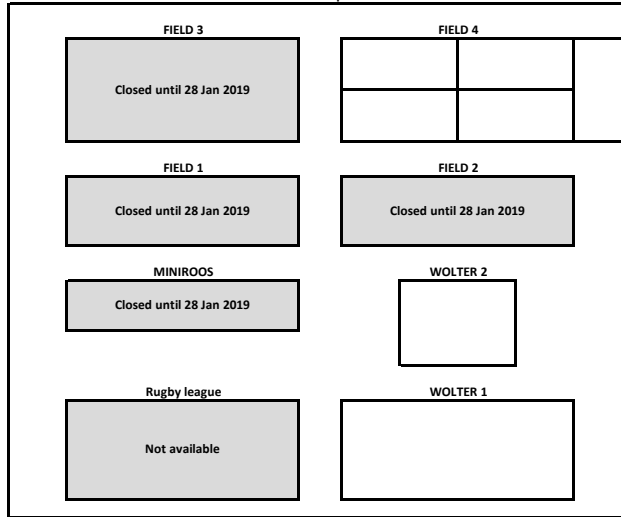 FIELD 3
FIELD 4
Closed until 28 Jan 2019
FIELD 1
FIELD 2
Closed until 28 Jan 2019
Closed until 28 Jan 2019
MINIROOS
WOLTER 2
Closed until 28 Jan 2019
Rugby league
WOLTER 1
Not available